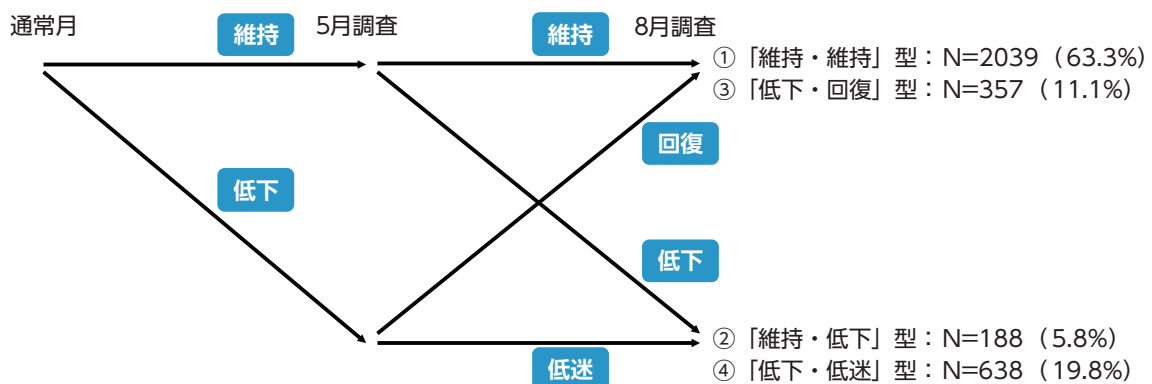 通常月 維持 5月調査 維持 8月調査
①「維持・維持」型：N=2039（63.3%）
③「低下・回復」型：N=357（11.1%）
回復
低下
低下
②「維持・低下」型：N=188（5.8%）
低迷
④「低下・低迷」型：N=638（19.8%）